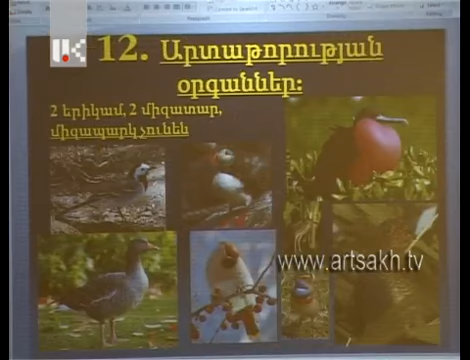 12. Արտաթորության
օրգաններ:
2 երիկամ, 2 միզատար,
միզապարկ չունեն
www.artsakh.tv